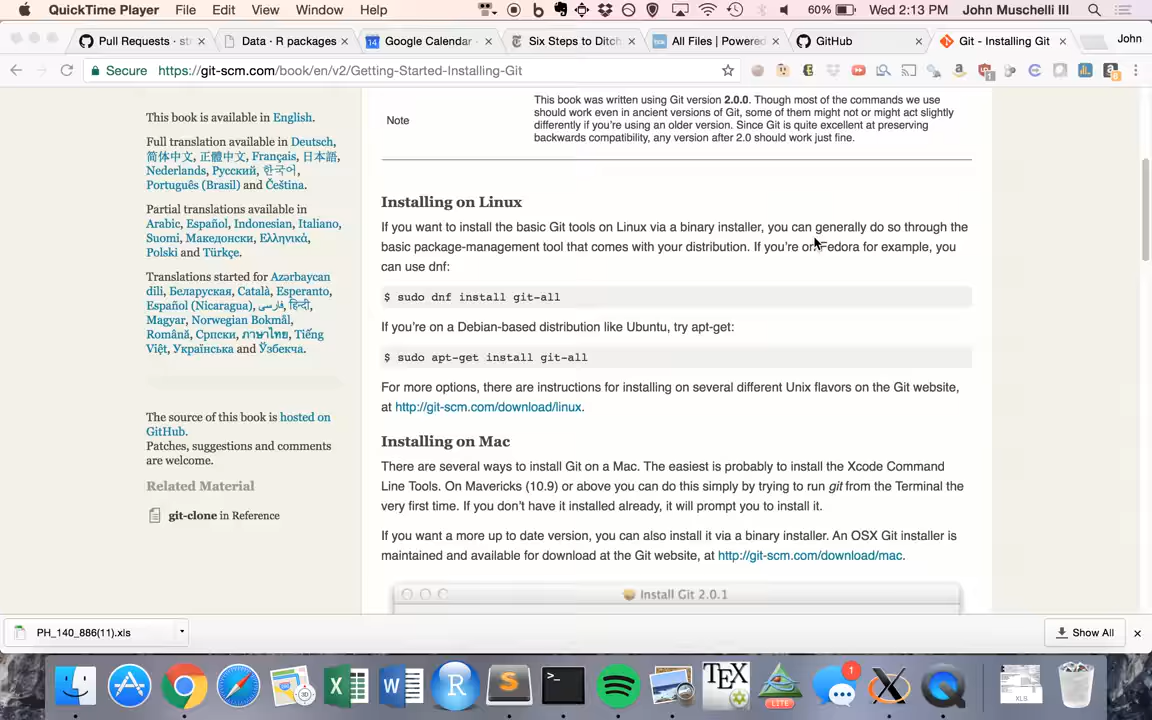 QuickTime Player File Edit View Window Help 60% Wed 2:13 PM John Muschelli III
Pull Requests · str Data · R packages Google Calendar - Six Steps to Ditch All Files | Powered GitHub Git - Installing Git John
Secure https://git-scm.com/book/en/v2/Getting-Started-Installing-Git
This book is available in English.
Full translation available in Deutsch,
简体中文, 正體中文, Français, 日本語,
Nederlands, Русский, 한국어,
Português (Brasil) and Čeština.
Partial translations available in
Arabic, Español, Indonesian, Italiano,
Suomi, Македонски, Ελληνικά,
Polski and Türkçe.
Translations started for Azərbaycan
dili, Беларуская, Català, Esperanto,
Español (Nicaragua), فارسی, हिन्दी,
Magyar, Norwegian Bokmål,
Română, Српски, ภาษาไทย, Tiếng
Việt, Українська and Ўзбекча.
The source of this book is hosted on
GitHub.
Patches, suggestions and comments
are welcome.
Related Material
git-clone in Reference
Note
This book was written using Git version 2.0.0. Though most of the commands we use
should work even in ancient versions of Git, some of them might not or might act slightly
differently if you're using an older version. Since Git is quite excellent at preserving
backwards compatibility, any version after 2.0 should work just fine.
Installing on Linux
If you want to install the basic Git tools on Linux via a binary installer, you can generally do so through the
basic package-management tool that comes with your distribution. If you're on Fedora for example, you
can use dnf:
$ sudo dnf install git-all
If you're on a Debian-based distribution like Ubuntu, try apt-get:
$ sudo apt-get install git-all
For more options, there are instructions for installing on several different Unix flavors on the Git website,
at http://git-scm.com/download/linux.
Installing on Mac
There are several ways to install Git on a Mac. The easiest is probably to install the Xcode Command
Line Tools. On Mavericks (10.9) or above you can do this simply by trying to run git from the Terminal the
very first time. If you don't have it installed already, it will prompt you to install it.
If you want a more up to date version, you can also install it via a binary installer. An OSX Git installer is
maintained and available for download at the Git website, at http://git-scm.com/download/mac.
Install Git 2.0.1
PH_140_886(11).xls Show All
TEX
LITE
1
XLS